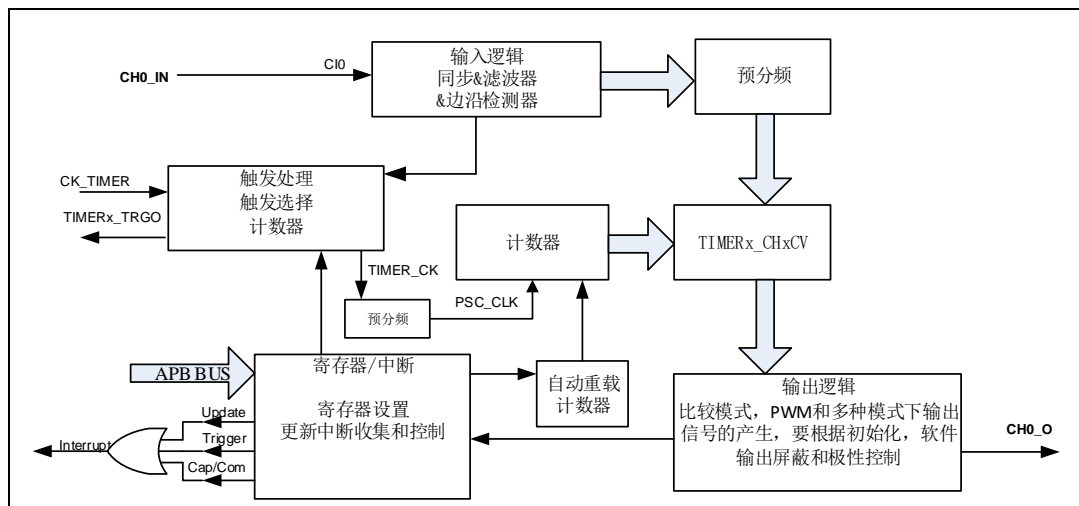 CH0_IN
CI0
输入逻辑
同步&滤波器
&边沿检测器
预分频
CK_TIMER
TIMERx_TRGO
触发处理
触发选择
计数器
计数器
TIMERx_CHxCV
TIMER_CK
预分频
PSC_CLK
APB BUS
寄存器/中断
寄存器设置
更新中断收集和控制
自动重载
计数器
输出逻辑
比较模式，PWM和多种模式下输出
信号的产生，要根据初始化，软件
输出屏蔽和极性控制
CH0_O
Update
Trigger
Cap/Com
Interrupt